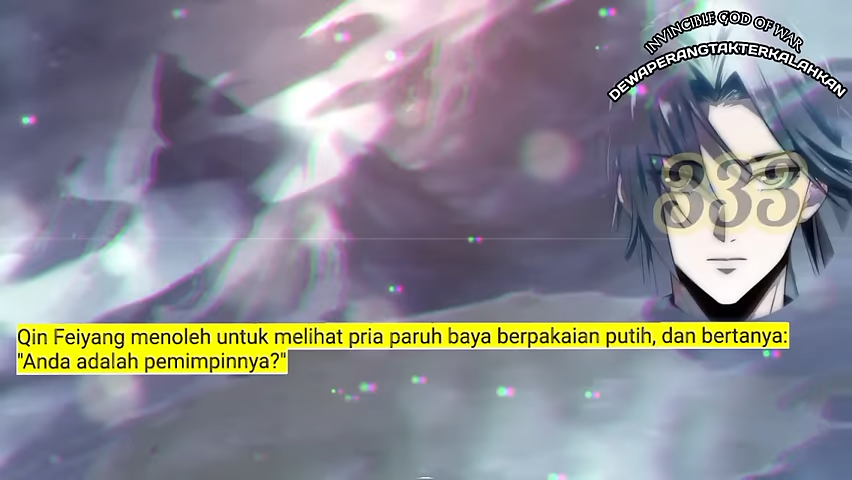 INVINCIBLE GOD OF WAR
DEWAPERANGTAKTERKALAHKAN
333
Qin Feiyang menoleh untuk melihat pria paruh baya berpakaian putih, dan bertanya:
"Anda adalah pemimpinnya?"